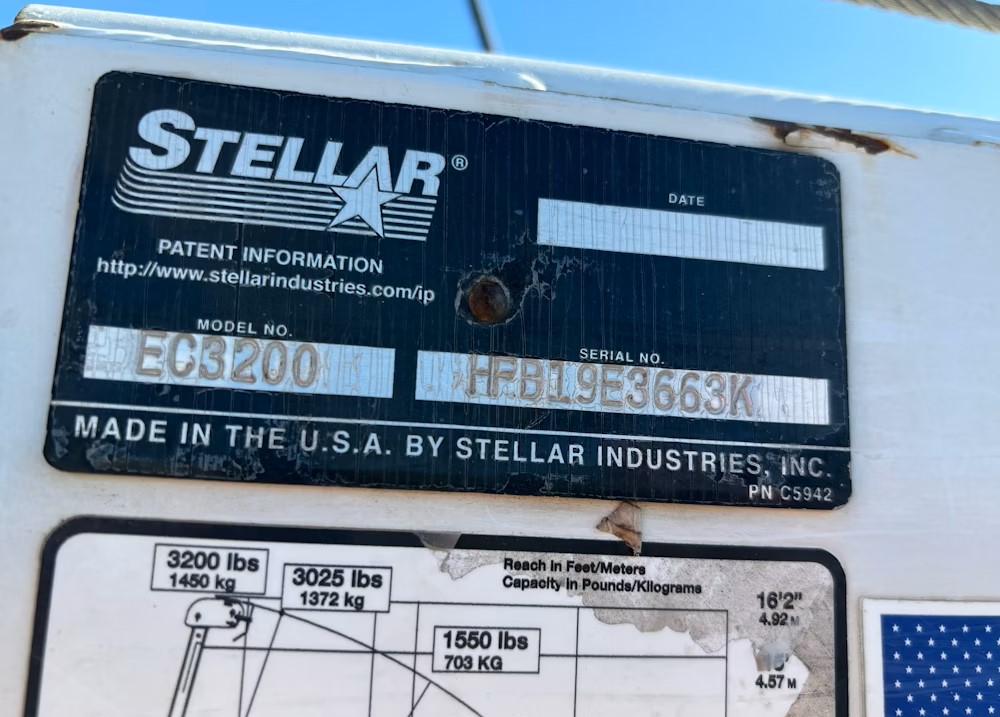 STELLAR®
DATE
PATENT INFORMATION
http://www.stellarindustries.com/ip
MODEL NO.
EC3200
SERIAL NO.
HFB19E3663K
MADE IN THE U.S.A. BY STELLAR INDUSTRIES, INC.
PN C5942
3200 lbs
1450 kg
3025 lbs
1372 kg
Reach in Feet/Meters
Capacity in Pounds/Kilograms
16'2"
4.92 M
1550 lbs
703 KG
4.57 M